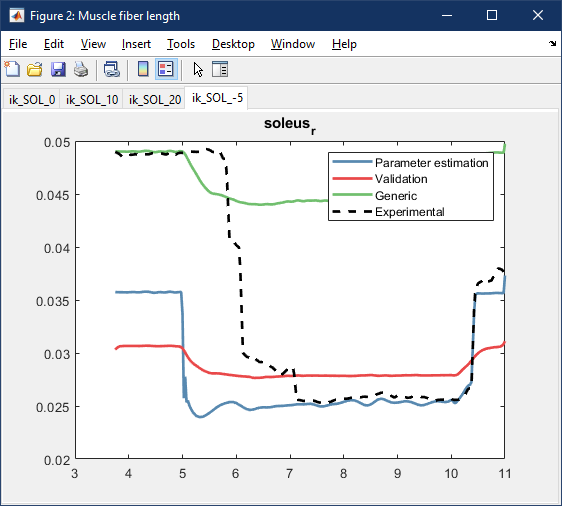 Figure 2: Muscle fiber length
File Edit View Insert Tools Desktop Window Help
ik_SOL_0 ik_SOL_10 ik_SOL_20 ik_SOL_-5
soleus_r
0.05
0.045
0.04
0.035
0.03
0.025
0.02
Parameter estimation
Validation
Generic
Experimental
3 4 5 6 7 8 9 10 11